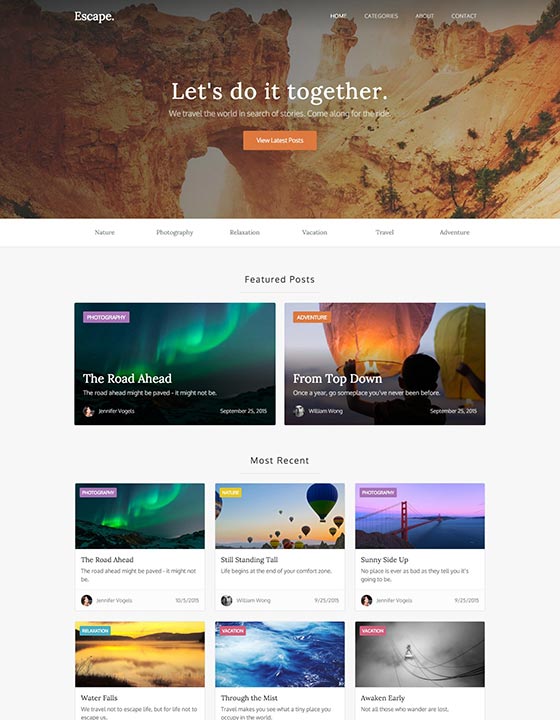 Escape.
HOME CATEGORIES ABOUT CONTACT
Let's do it together.
We travel the world in search of stories. Come along for the ride.
View Latest Posts
Nature Photography Relaxation Vacation Travel Adventure
Featured Posts
PHOTOGRAPHY
The Road Ahead
The road ahead might be paved - it might not be.
Jennifer Vogels September 25, 2015
ADVENTURE
From Top Down
Once a year, go someplace you've never been before.
William Wong September 25, 2015
Most Recent
PHOTOGRAPHY
The Road Ahead
The road ahead might be paved - it might not
be.
Jennifer Vogels 10/5/2015
NATURE
Still Standing Tall
Life begins at the end of your comfort zone.
William Wong 9/25/2015
PHOTOGRAPHY
Sunny Side Up
No place is ever as bad as they tell you it's
going to be.
Jennifer Vogels 9/25/2015
RELAXATION
Water Falls
We travel not to escape life, but for life not to
escape us.
VACATION
Through the Mist
Travel makes you see what a tiny place you
occupy in the world.
VACATION
Awaken Early
Not all those who wander are lost.